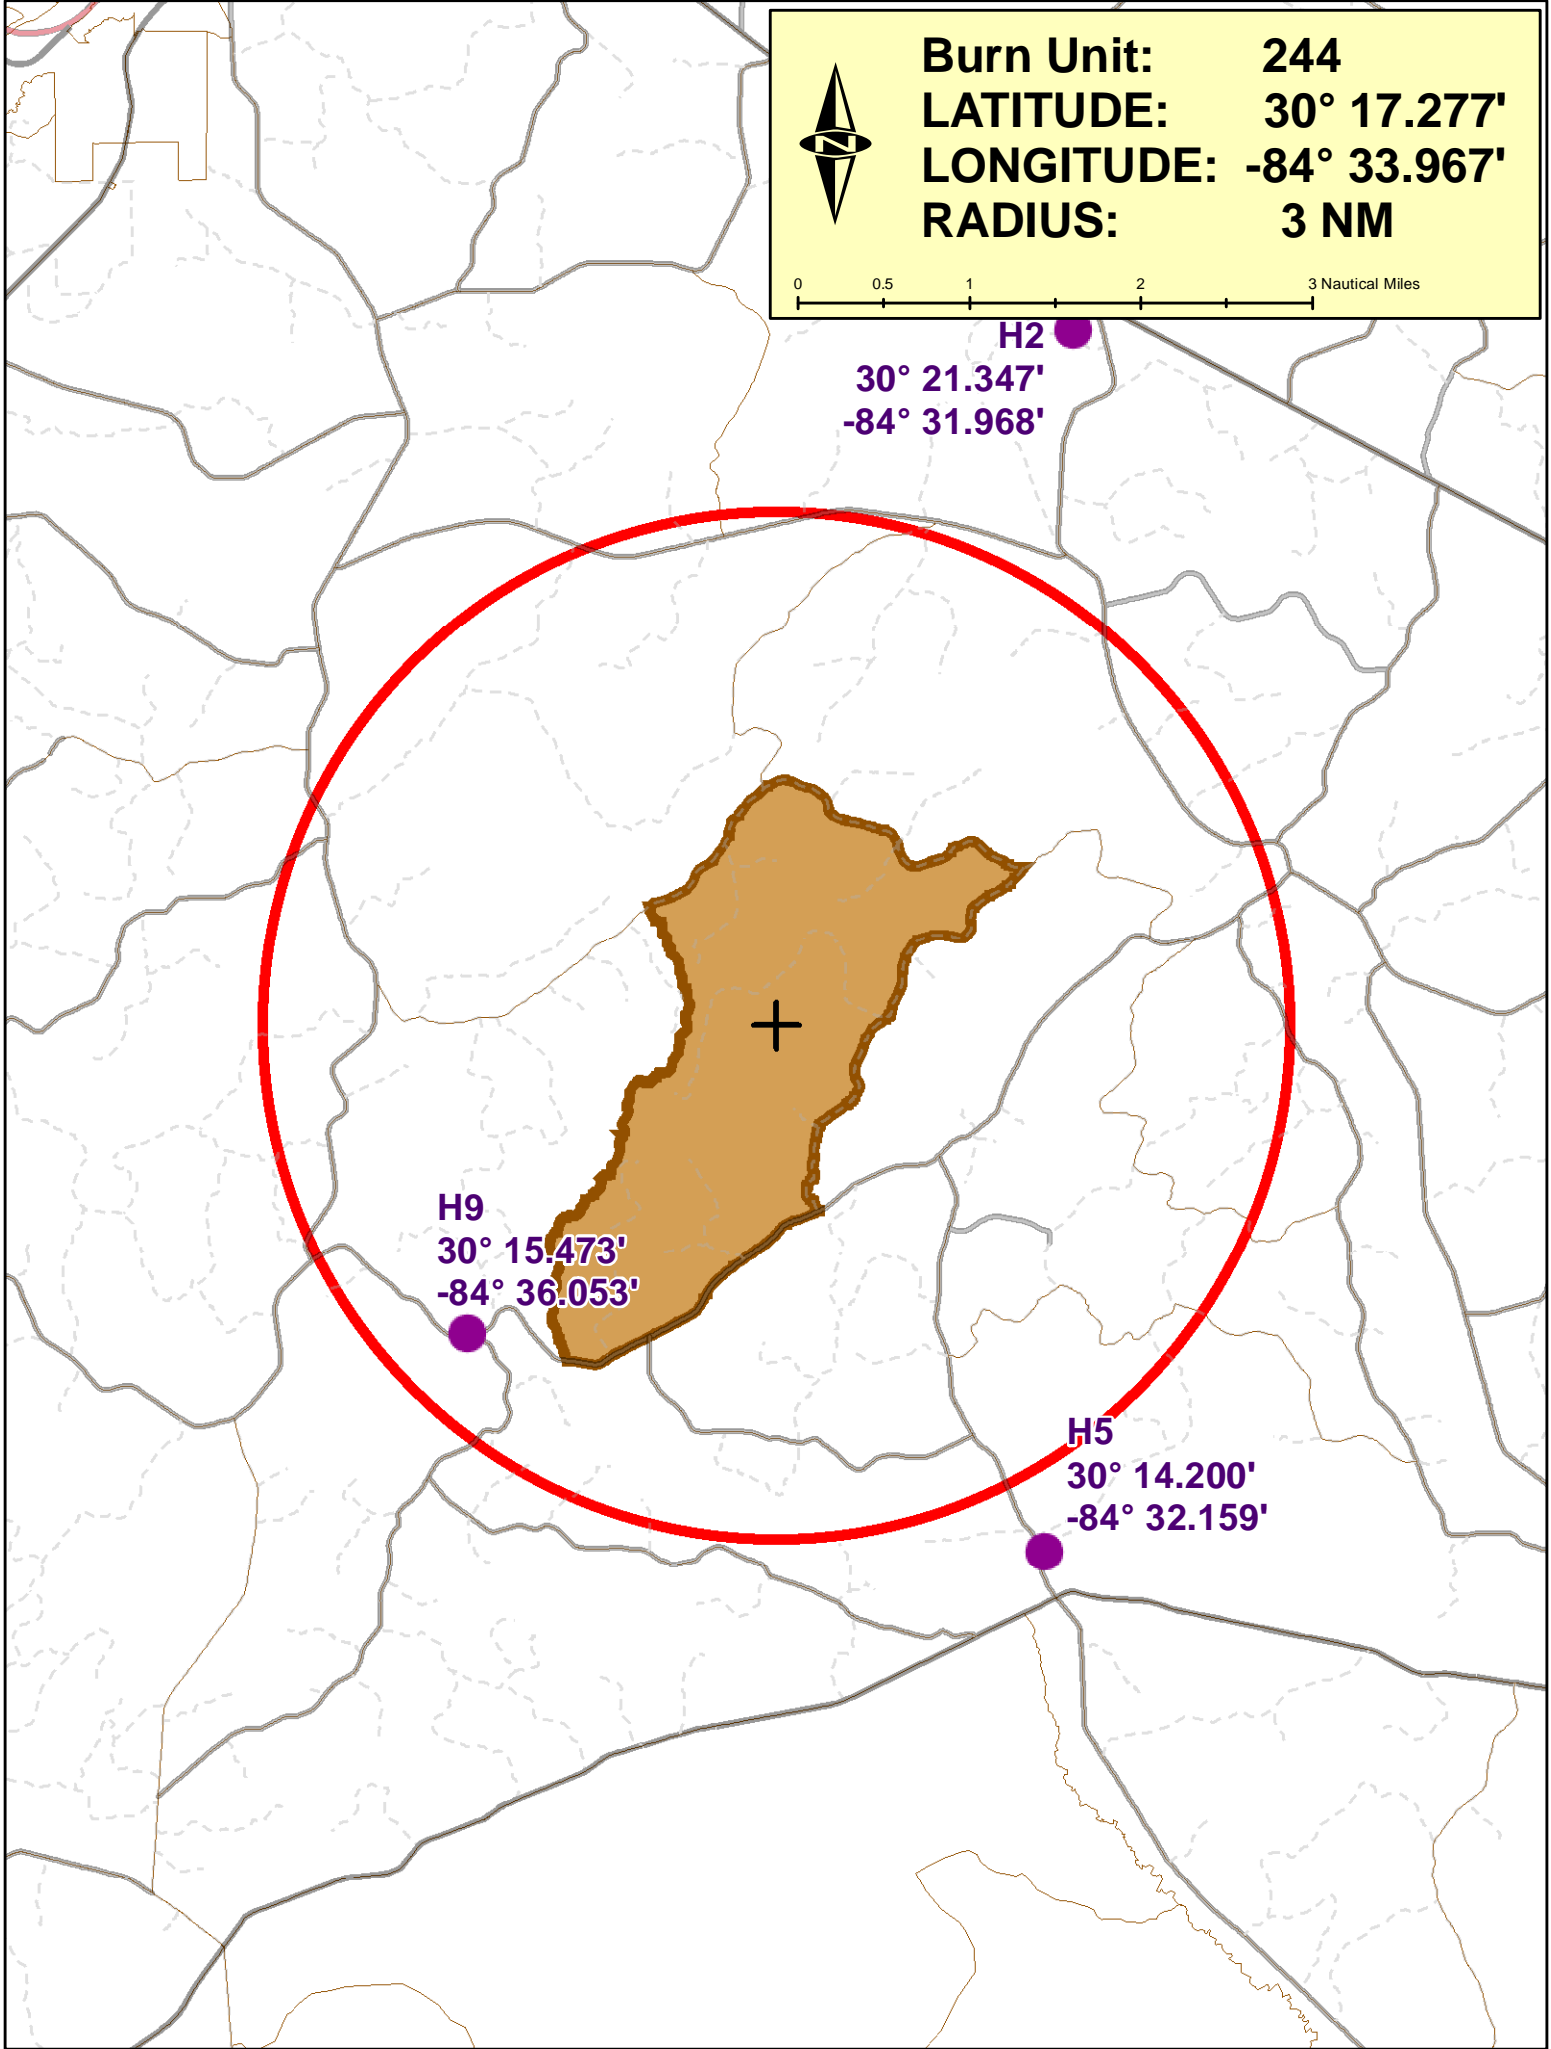 Burn Unit: 244
LATITUDE: 30° 17.277'
LONGITUDE: -84° 33.967'
RADIUS: 3 NM
N
0 0.5 1 2 3 Nautical Miles
H2
30° 21.347'
-84° 31.968'
H9
30° 15.473'
-84° 36.053'
H5
30° 14.200'
-84° 32.159'